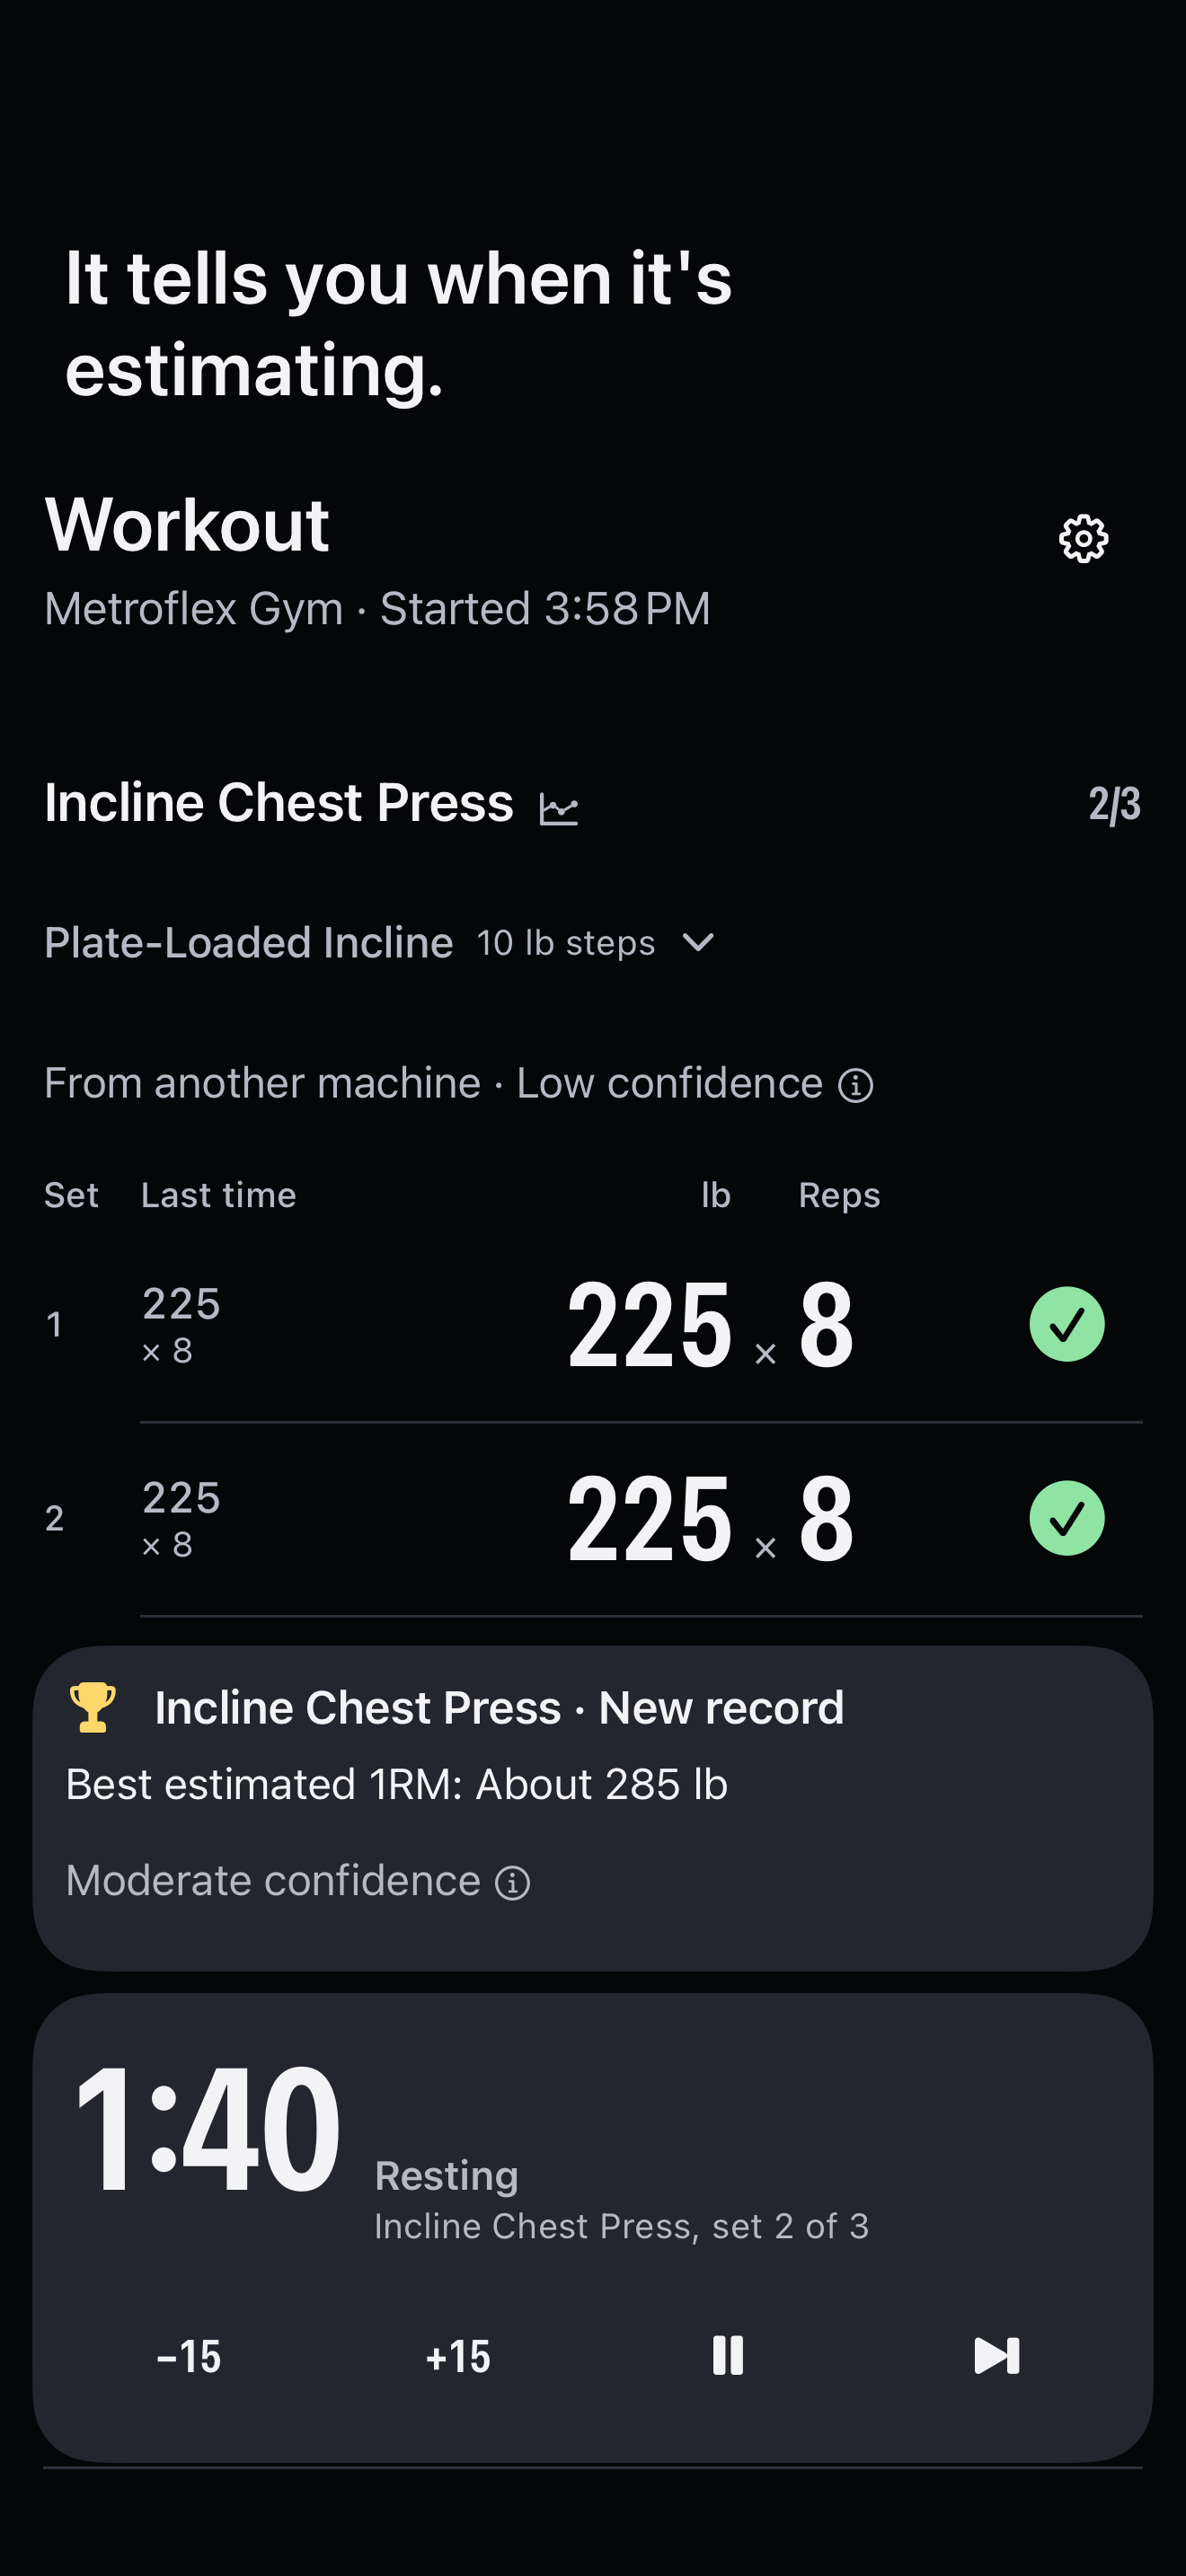 It tells you when it's
estimating.
Workout
Metroflex Gym · Started 3:58 PM
Incline Chest Press
2/3
Plate-Loaded Incline 10 lb steps
From another machine · Low confidence
Set Last time lb Reps
1 225 × 8 225 × 8
2 225 × 8 225 × 8
Incline Chest Press · New record
Best estimated 1RM: About 285 lb
Moderate confidence
1:40
Resting
Incline Chest Press, set 2 of 3
−15 +15